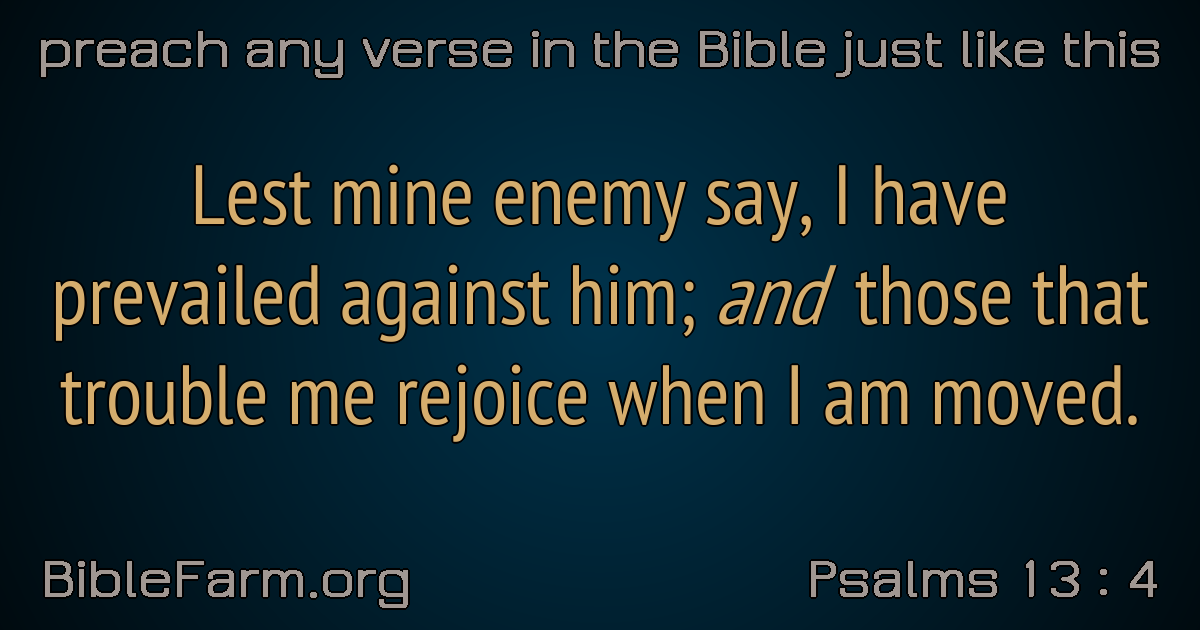 preach any verse in the Bible just like this
Lest mine enemy say, I have
prevailed against him; and those that
trouble me rejoice when I am moved.
BibleFarm.org
Psalms 13 : 4